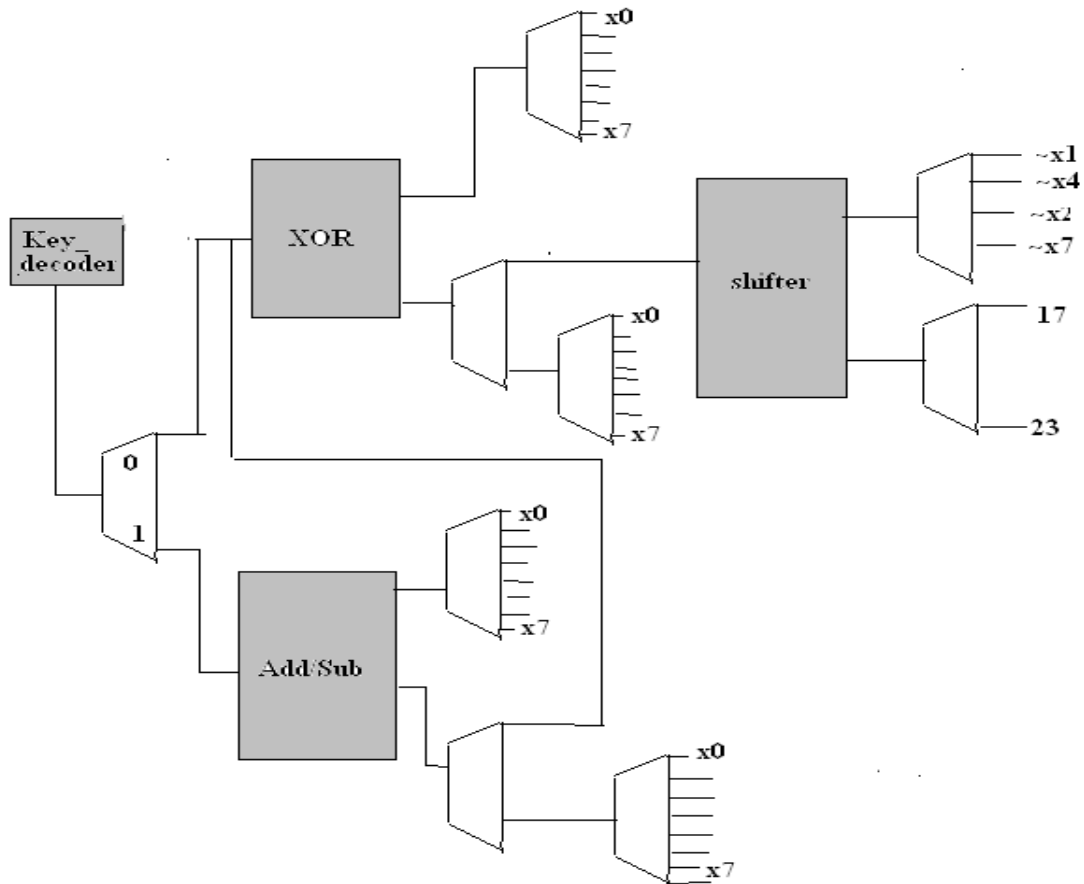 x0
x7
~x1
~x4
~x2
~x7
XOR
Key_
decoder
shifter
x0
17
x7
23
0
1
x0
x7
Add/Sub
x0
x7